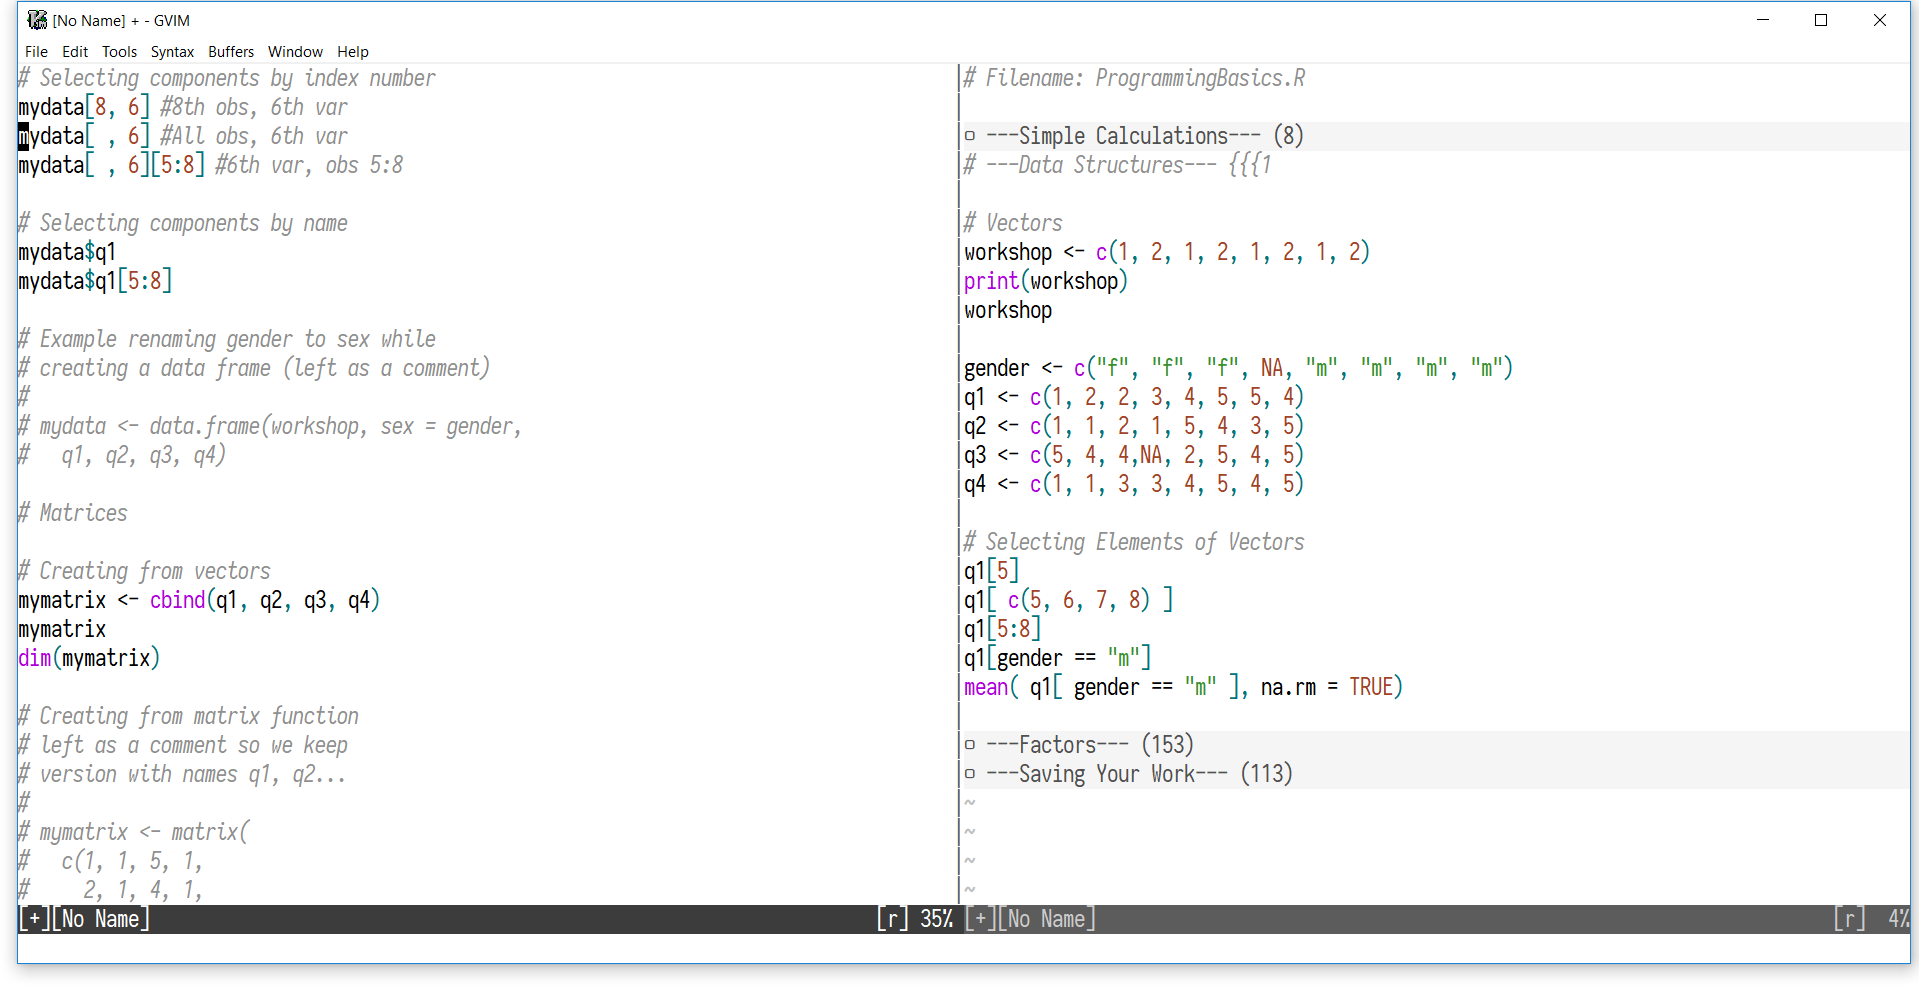 [No Name] + - GVIM
File Edit Tools Syntax Buffers Window Help
# Selecting components by index number
mydata[8, 6] #8th obs, 6th var
mydata[ , 6] #All obs, 6th var
mydata[ , 6][5:8] #6th var, obs 5:8
# Selecting components by name
mydata$q1
mydata$q1[5:8]
# Example renaming gender to sex while
# creating a data frame (left as a comment)
#
# mydata <- data.frame(workshop, sex = gender,
#   q1, q2, q3, q4)
# Matrices
# Creating from vectors
mymatrix <- cbind(q1, q2, q3, q4)
mymatrix
dim(mymatrix)
# Creating from matrix function
# left as a comment so we keep
# version with names q1, q2...
#
# mymatrix <- matrix(
#   c(1, 1, 5, 1,
#     2, 1, 4, 1,
[+][No Name] [r] 35%
# Filename: ProgrammingBasics.R
▫ ---Simple Calculations--- (8)
# ---Data Structures--- {{{1
# Vectors
workshop <- c(1, 2, 1, 2, 1, 2, 1, 2)
print(workshop)
workshop
gender <- c("f", "f", "f", NA, "m", "m", "m", "m")
q1 <- c(1, 2, 2, 3, 4, 5, 5, 4)
q2 <- c(1, 1, 2, 1, 5, 4, 3, 5)
q3 <- c(5, 4, 4,NA, 2, 5, 4, 5)
q4 <- c(1, 1, 3, 3, 4, 5, 4, 5)
# Selecting Elements of Vectors
q1[5]
q1[ c(5, 6, 7, 8) ]
q1[5:8]
q1[gender == "m"]
mean( q1[ gender == "m" ], na.rm = TRUE)
▫ ---Factors--- (153)
▫ ---Saving Your Work--- (113)
~
~
~
~
[+][No Name] [r] 4%